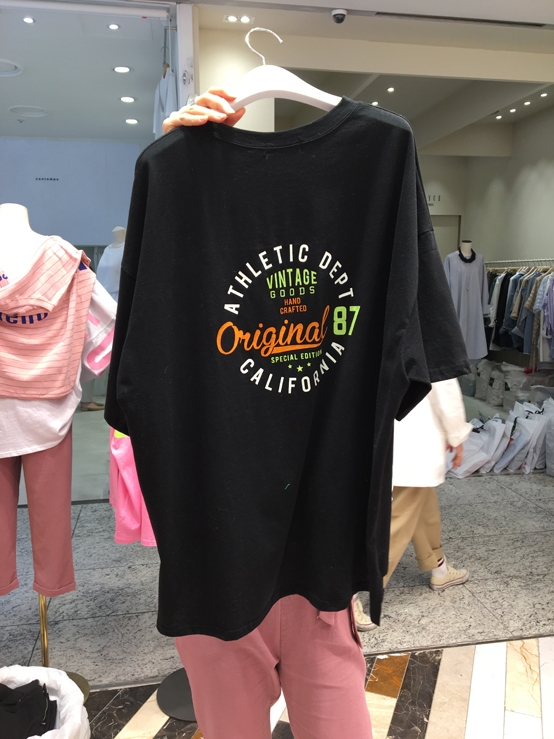 ATHLETIC DEPT
VINTAGE
GOODS
HAND
CRAFTED
Original 87
SPECIAL EDITION
CALIFORNIA